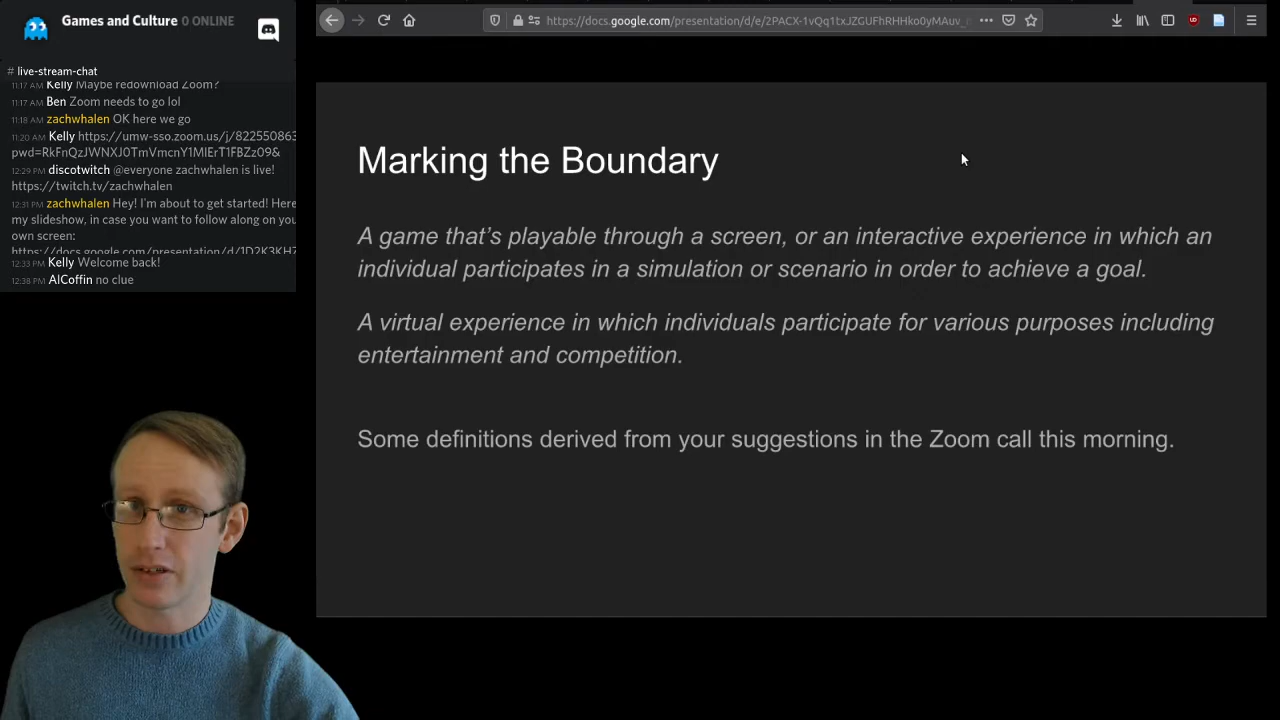 Games and Culture 0 ONLINE
# live-stream-chat
11:17 AM Kelly Maybe redownload Zoom?
11:17 AM Ben Zoom needs to go lol
11:18 AM zachwhalen OK here we go
11:20 AM Kelly https://umw-sso.zoom.us/j/822550863
pwd=RkFnQzJWNXJ0TmVmcnY1MlErT1FBZz09&
12:29 PM discotwitch @everyone zachwhalen is live!
https://twitch.tv/zachwhalen
12:31 PM zachwhalen Hey! I'm about to get started! Here
my slideshow, in case you want to follow along on you
own screen:
https://docs.google.com/presentation/d/1D2K3KH7
12:33 PM Kelly Welcome back!
12:38 PM AlCoffin no clue
https://docs.google.com/presentation/d/e/2PACX-1vQq1txJZGUFhRHHko0yMAuv_
Marking the Boundary
A game that's playable through a screen, or an interactive experience in which an
individual participates in a simulation or scenario in order to achieve a goal.
A virtual experience in which individuals participate for various purposes including
entertainment and competition.
Some definitions derived from your suggestions in the Zoom call this morning.